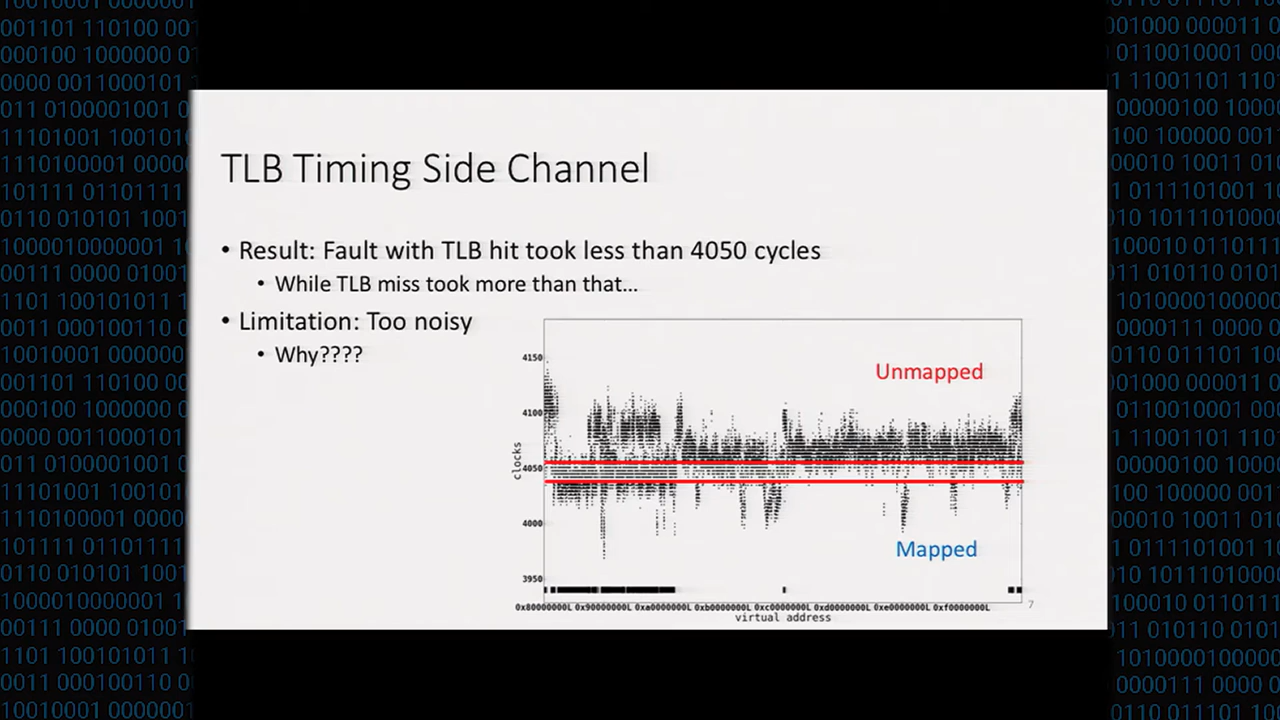 TLB Timing Side Channel
• Result: Fault with TLB hit took less than 4050 cycles
• While TLB miss took more than that…
• Limitation: Too noisy
• Why????
Unmapped
Mapped
4150
4100
4050
4000
3950
clocks
0x80000000L 0x90000000L 0xa0000000L 0xb0000000L 0xc0000000L 0xd0000000L 0xe0000000L 0xf0000000L
virtual address
7